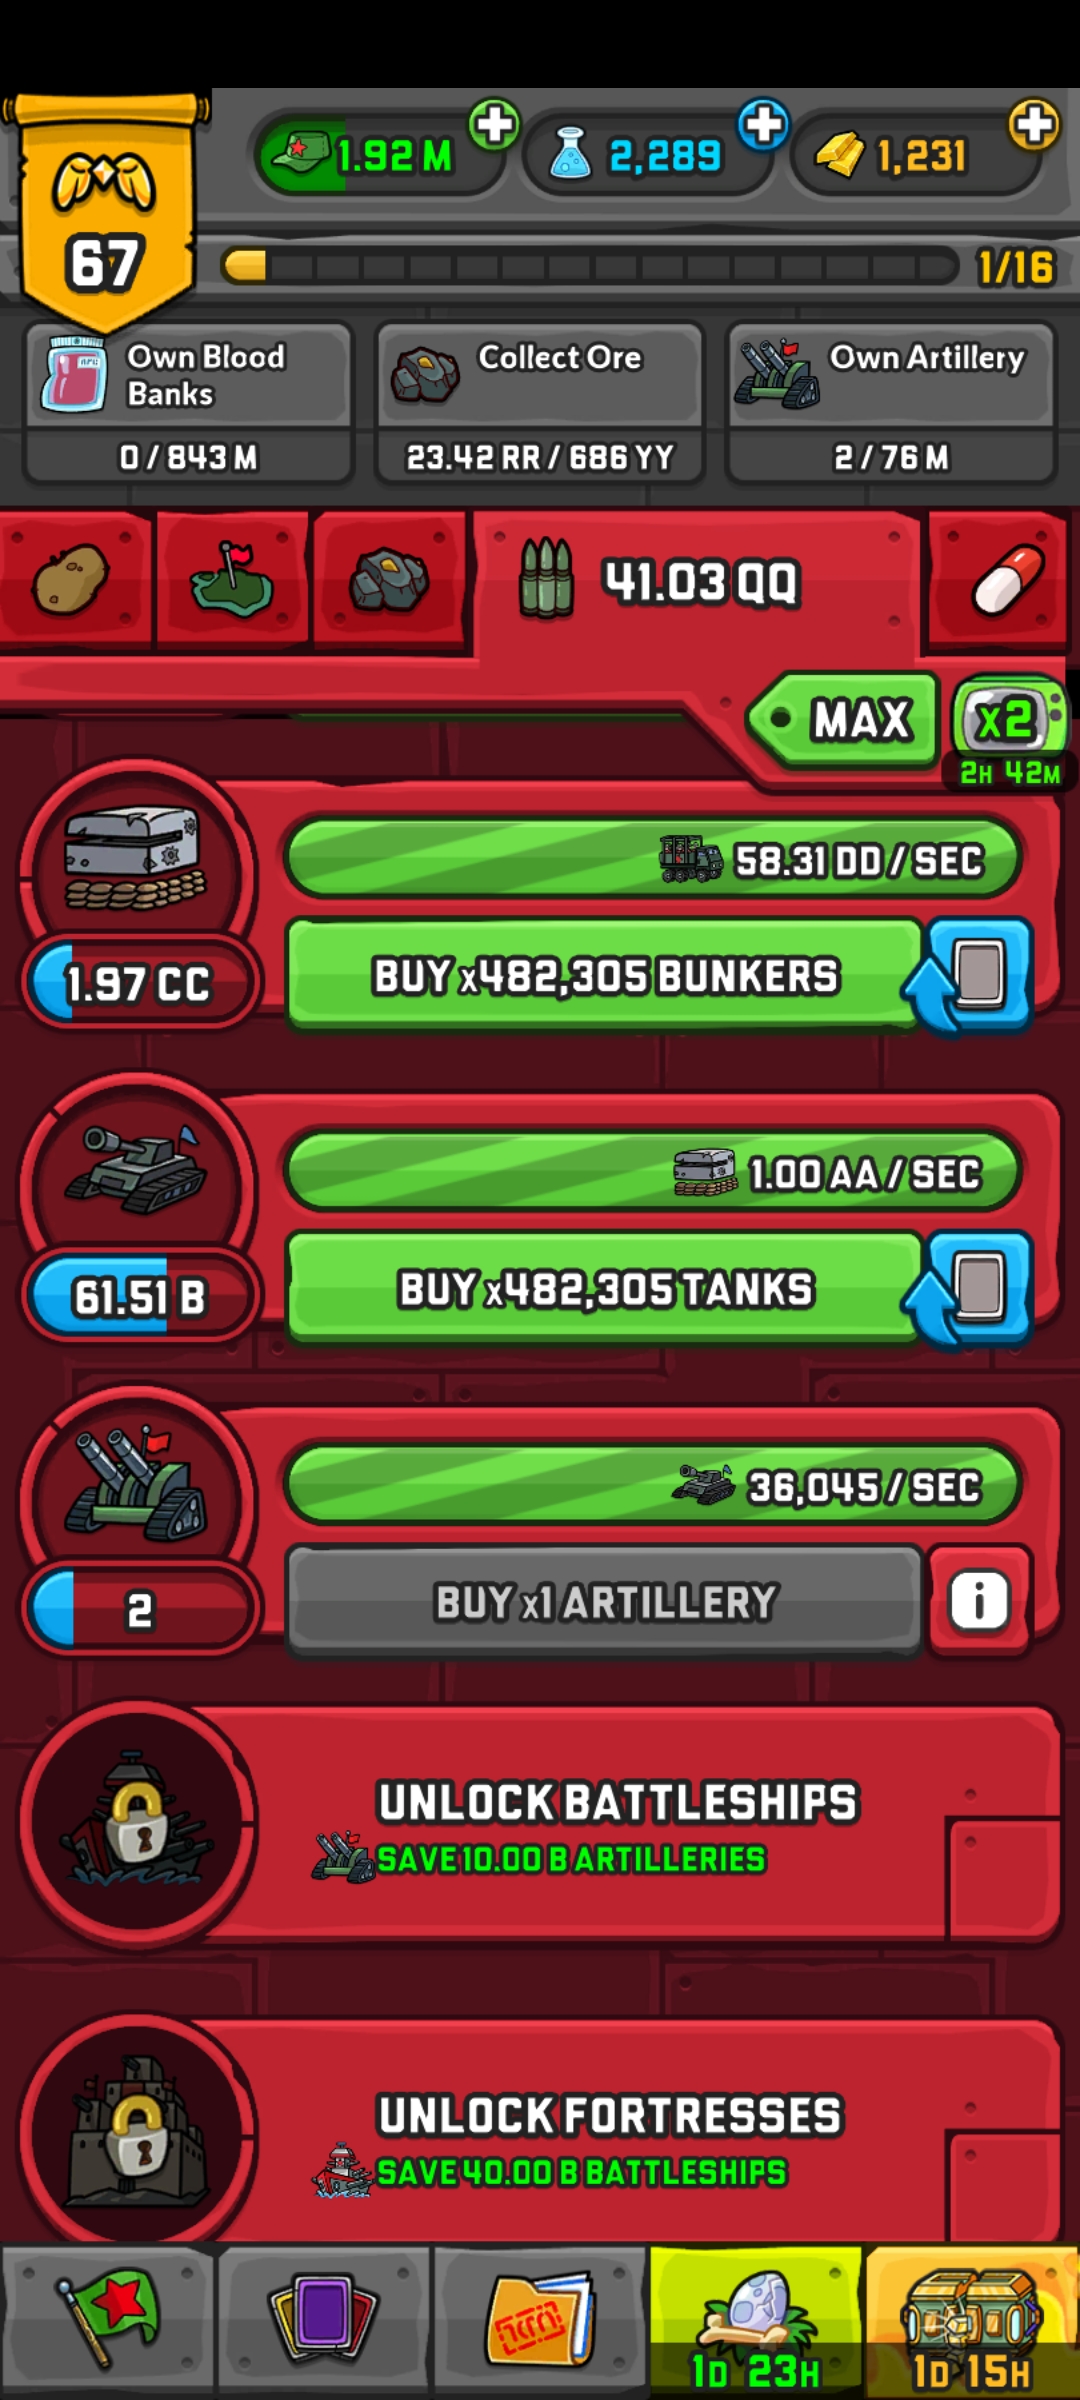 1.92 M
2,289
1,231
67
1/16
Own Blood
Banks
Collect Ore
Own Artillery
0 / 843 M
23.42 RR / 686 YY
2 / 76 M
41.03 QQ
MAX
x2
2H 42M
58.31 DD / SEC
1.97 CC
BUY x482,305 BUNKERS
1.00 AA / SEC
61.51 B
BUY x482,305 TANKS
36,045 / SEC
2
BUY x1 ARTILLERY
i
UNLOCK BATTLESHIPS
SAVE 10.00 B ARTILLERIES
UNLOCK FORTRESSES
SAVE 40.00 B BATTLESHIPS
1D 23H
1D 15H